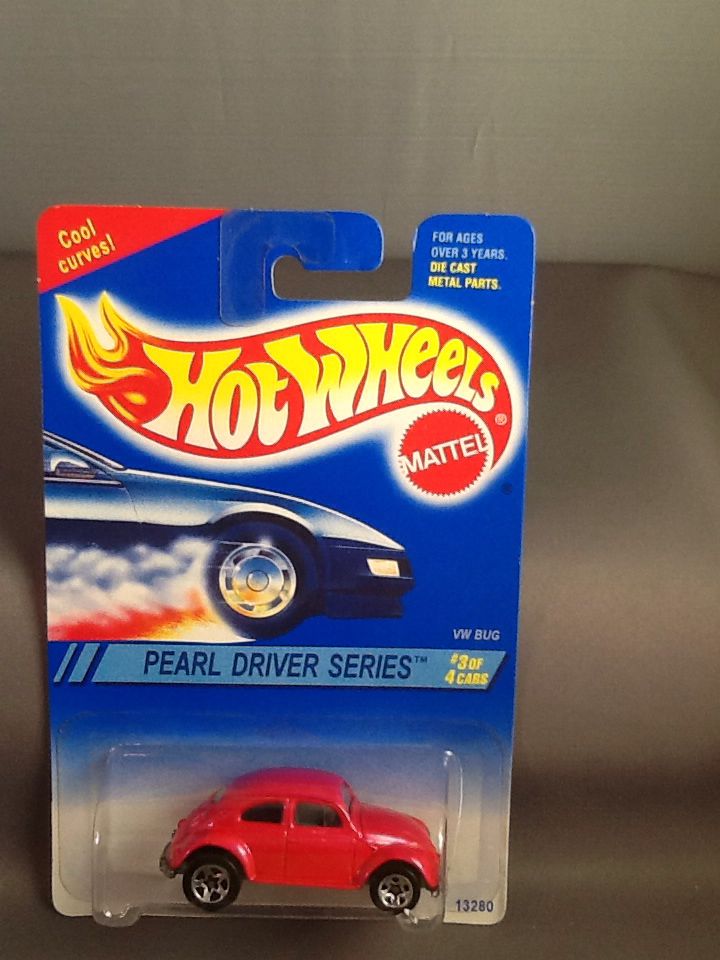 Cool
curves!
FOR AGES
OVER 3 YEARS.
DIE CAST
METAL PARTS.
HOT WHEELS®
MATTEL
®
VW BUG
PEARL DRIVER SERIES™
#3 OF
4 CARS
13280